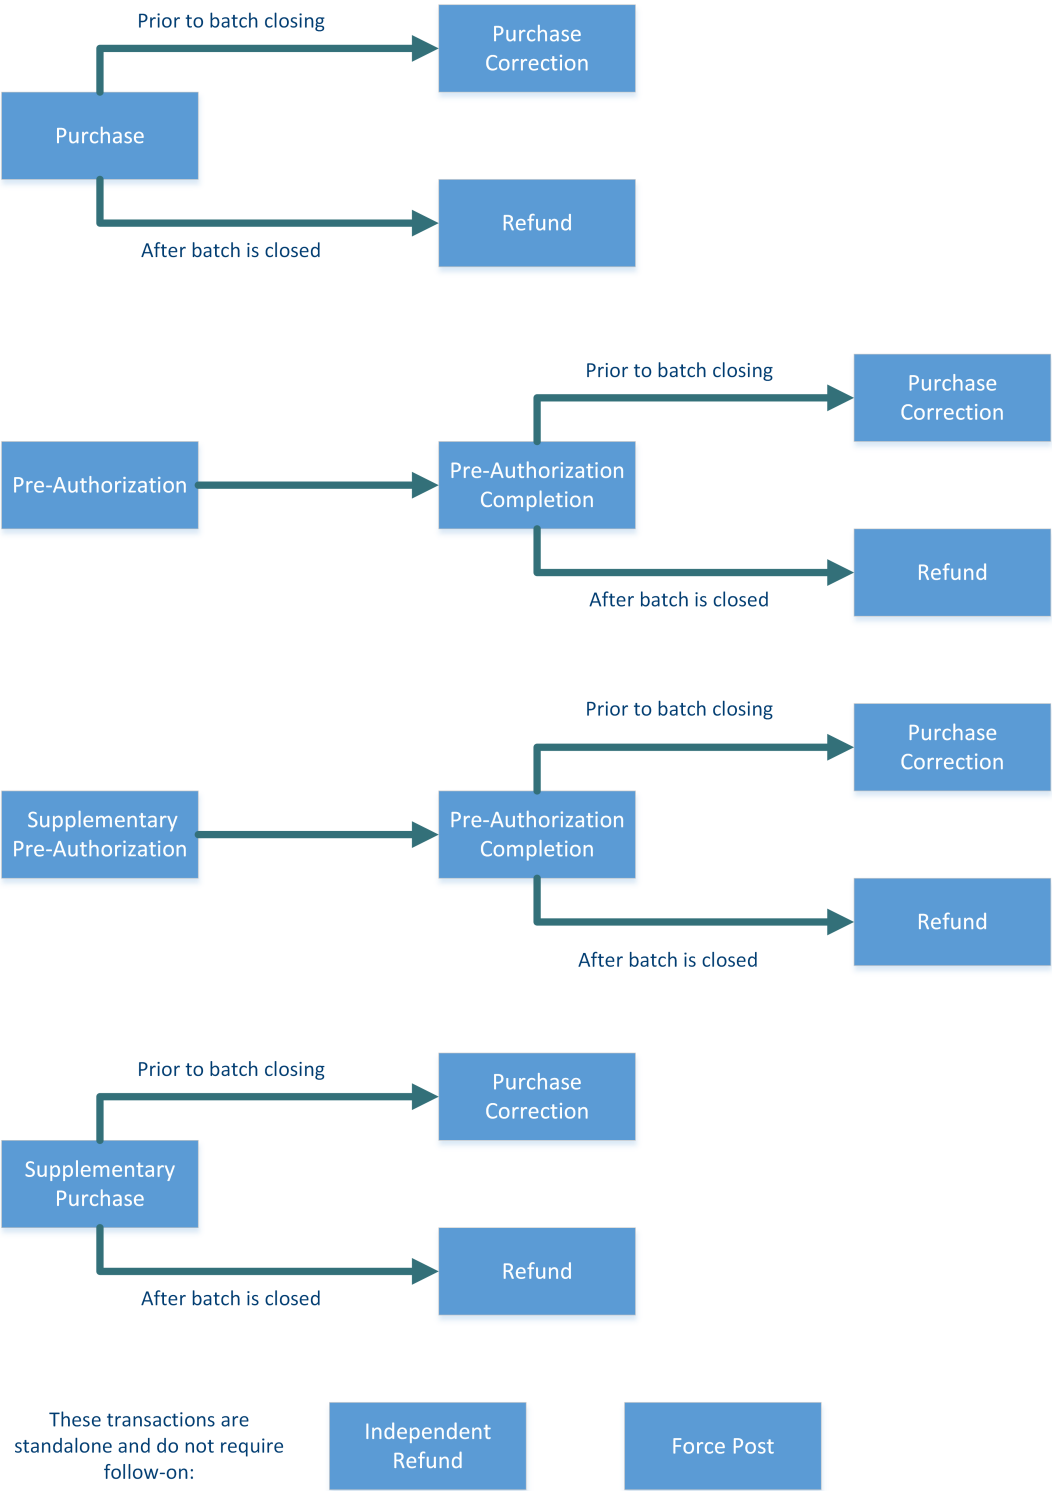 Prior to batch closing
Purchase
Correction
Purchase
Refund
After batch is closed
Prior to batch closing
Purchase
Correction
Pre-Authorization
Pre-Authorization
Completion
Refund
After batch is closed
Prior to batch closing
Purchase
Correction
Supplementary
Pre-Authorization
Pre-Authorization
Completion
Refund
After batch is closed
Prior to batch closing
Purchase
Correction
Supplementary
Purchase
Refund
After batch is closed
These transactions are
standalone and do not require
follow-on:
Independent
Refund
Force Post